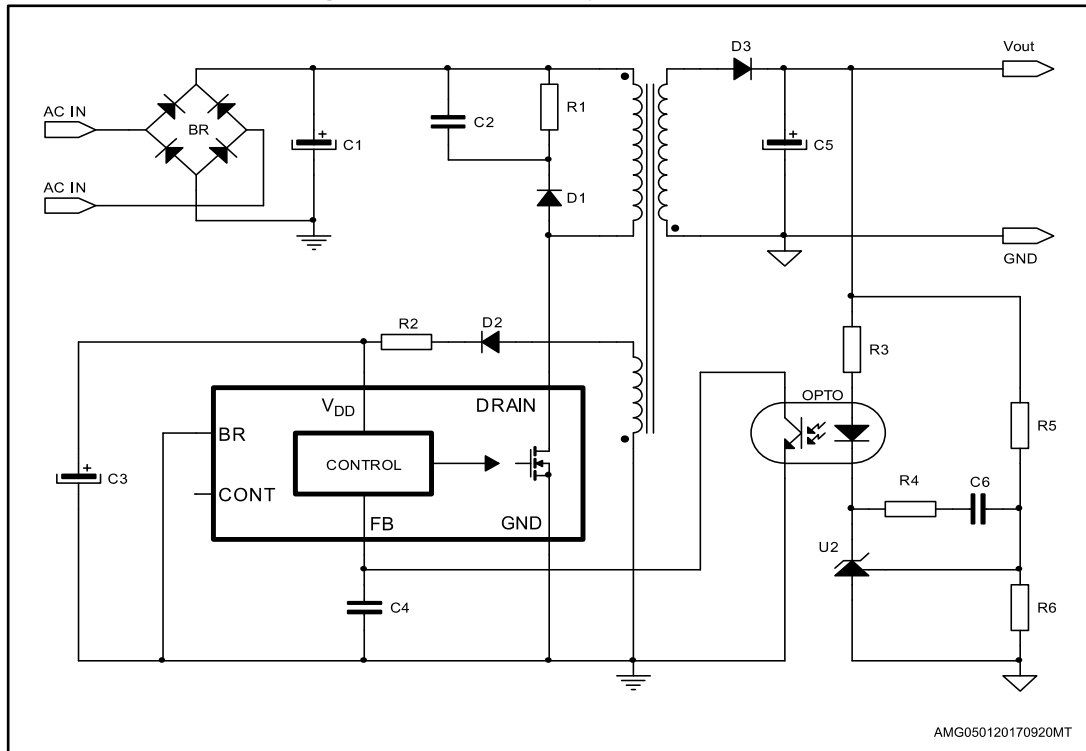 D3
Vout
R1
AC IN
BR
C2
+
C1
+
C5
D1
AC IN
GND
D2
R2
R3
OPTO
VDD
DRAIN
R5
BR
CONTROL
+
C3
C6
R4
CONT
FB
GND
U2
C4
R6
AMG050120170920MT